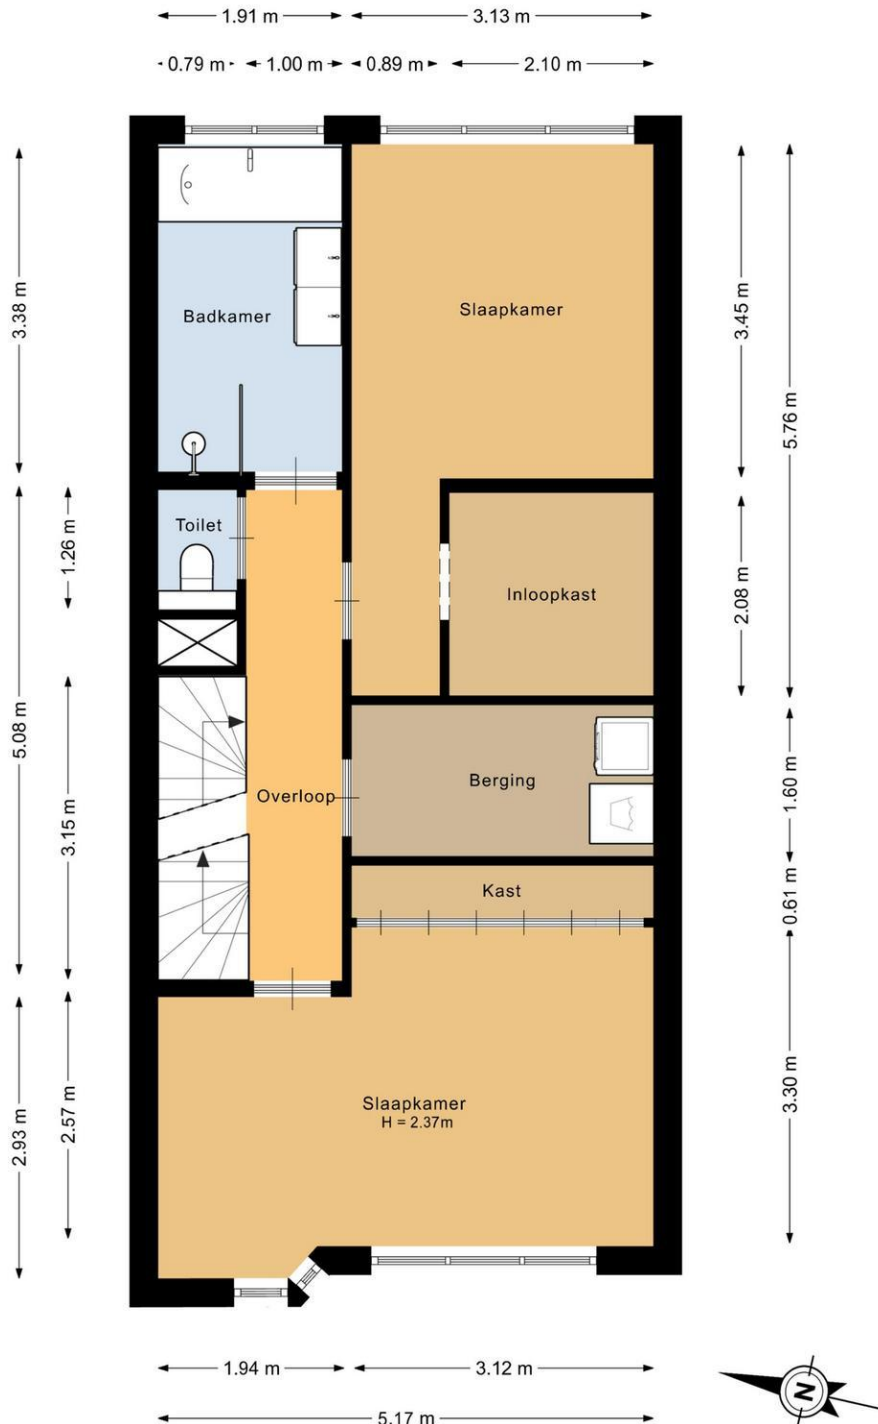 1.91 m
3.13 m
0.79 m
1.00 m
0.89 m
2.10 m
3.38 m
Badkamer
Slaapkamer
3.45 m
5.76 m
Toilet
1.26 m
Inloopkast
2.08 m
5.08 m
3.15 m
Overloop
Berging
1.60 m
Kast
0.61 m
2.93 m
2.57 m
Slaapkamer
H = 2.37m
3.30 m
1.94 m
3.12 m
5.17 m
N